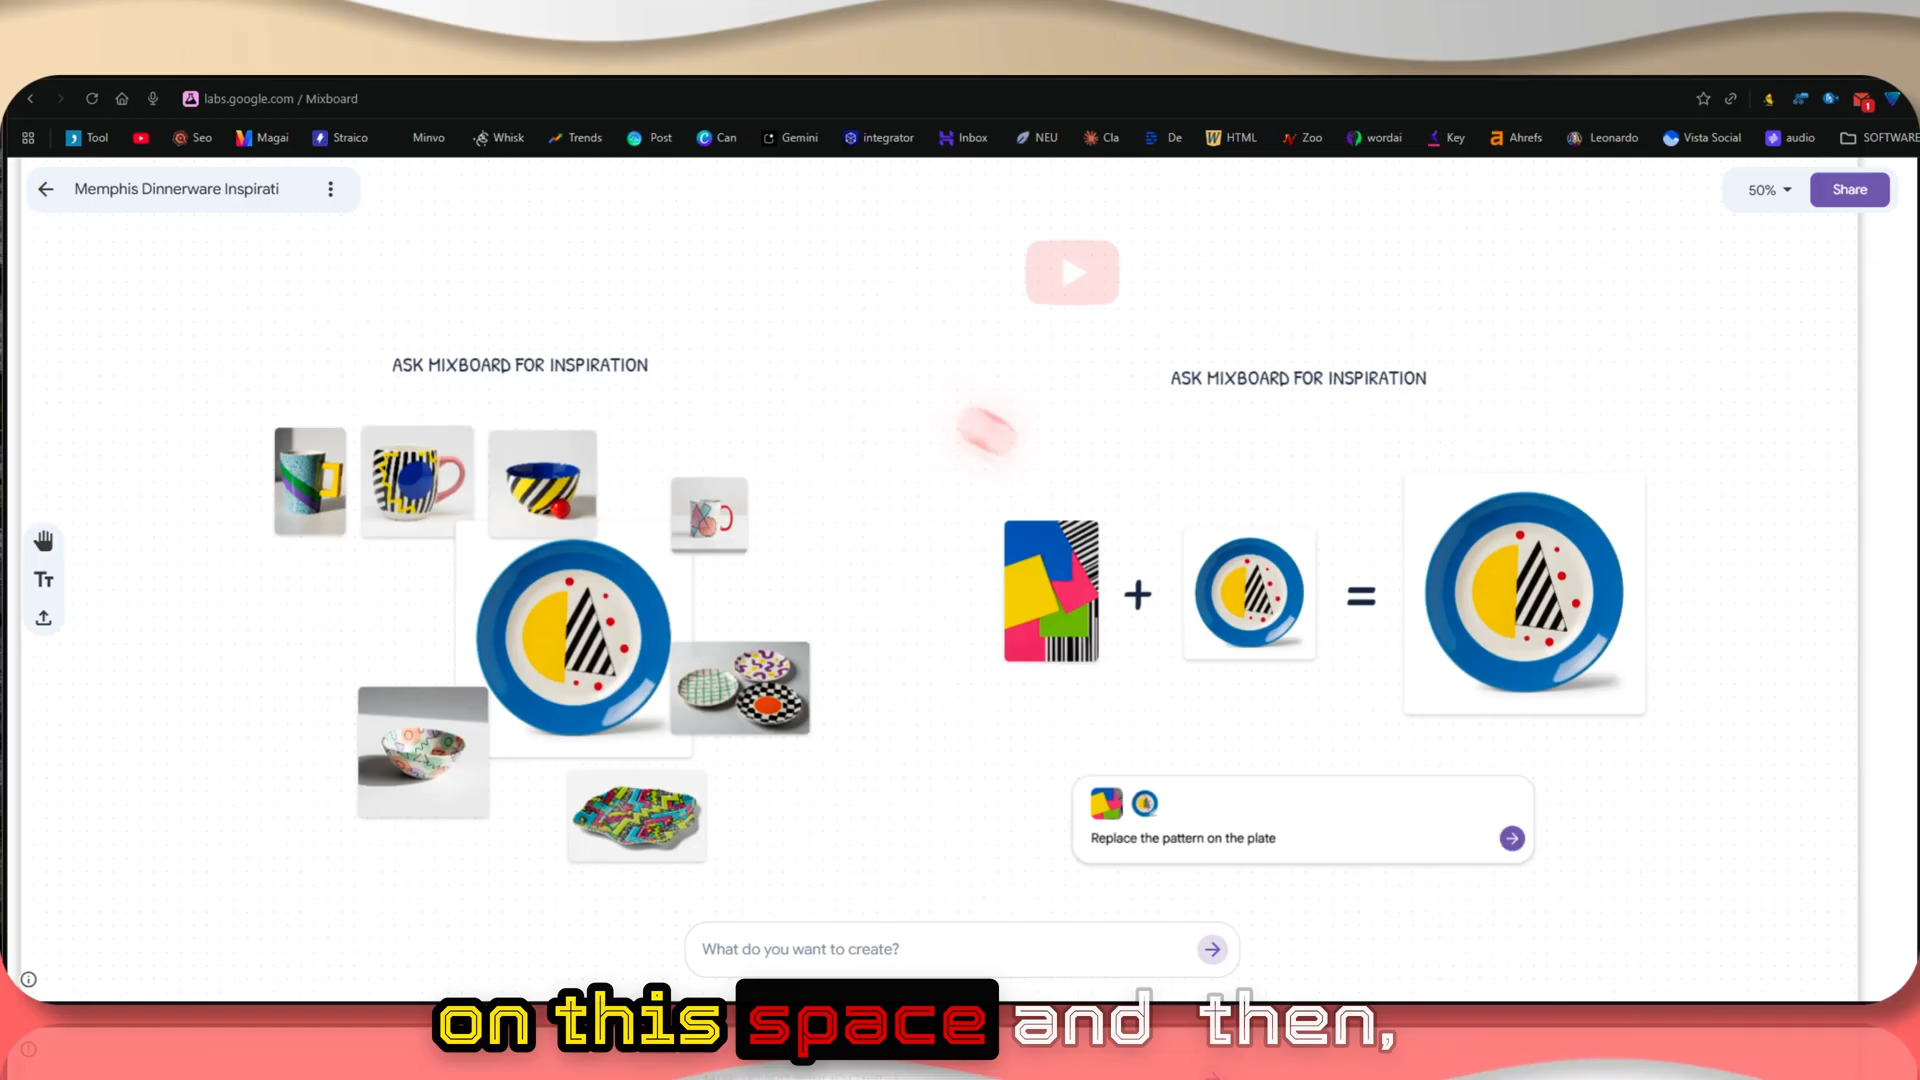 labs.google.com / Mixboard
1
Tool
Seo
Magai
Straico
Minvo
Whisk
Trends
Post
Can
Gemini
integrator
Inbox
NEU
Cla
De
HTML
Zoo
wordai
Key
Ahrefs
Leonardo
Vista Social
audio
SOFTWARE
Memphis Dinnerware Inspirati
50%
Share
ASK MIXBOARD FOR INSPIRATION
ASK MIXBOARD FOR INSPIRATION
+
=
TT
Replace the pattern on the plate
What do you want to create?
on this space and then,